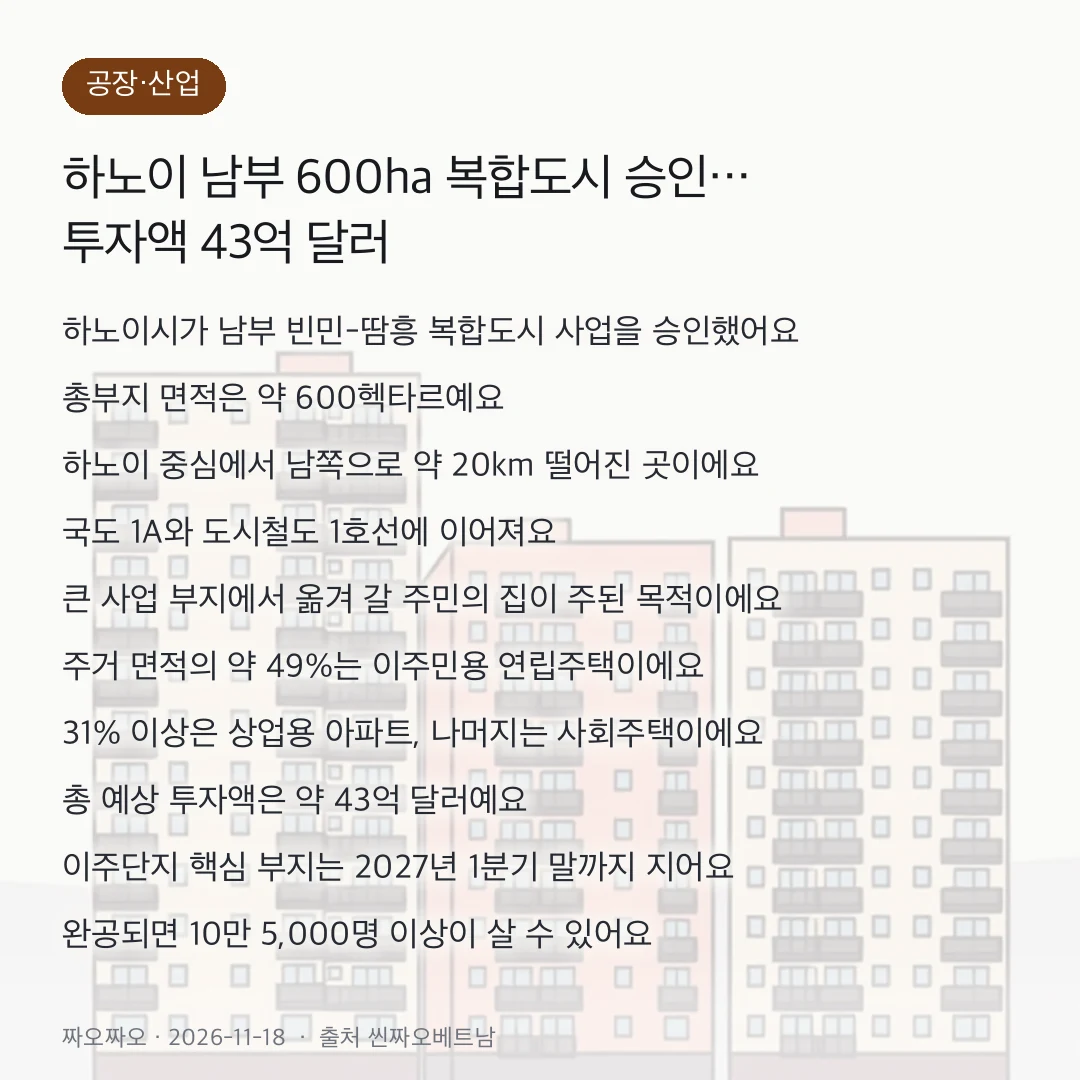 공장·산업
하노이 남부 600ha 복합도시 승인…
투자액 43억 달러
하노이시가 남부 빈민-땀흥 복합도시 사업을 승인했어요
총부지 면적은 약 600헥타르예요
하노이 중심에서 남쪽으로 약 20km 떨어진 곳이에요
국도 1A와 도시철도 1호선에 이어져요
큰 사업 부지에서 옮겨 갈 주민의 집이 주된 목적이에요
주거 면적의 약 49%는 이주민용 연립주택이에요
31% 이상은 상업용 아파트, 나머지는 사회주택이에요
총 예상 투자액은 약 43억 달러예요
이주단지 핵심 부지는 2027년 1분기 말까지 지어요
완공되면 10만 5,000명 이상이 살 수 있어요
짜오짜오 · 2026-11-18 · 출처 씬짜오베트남